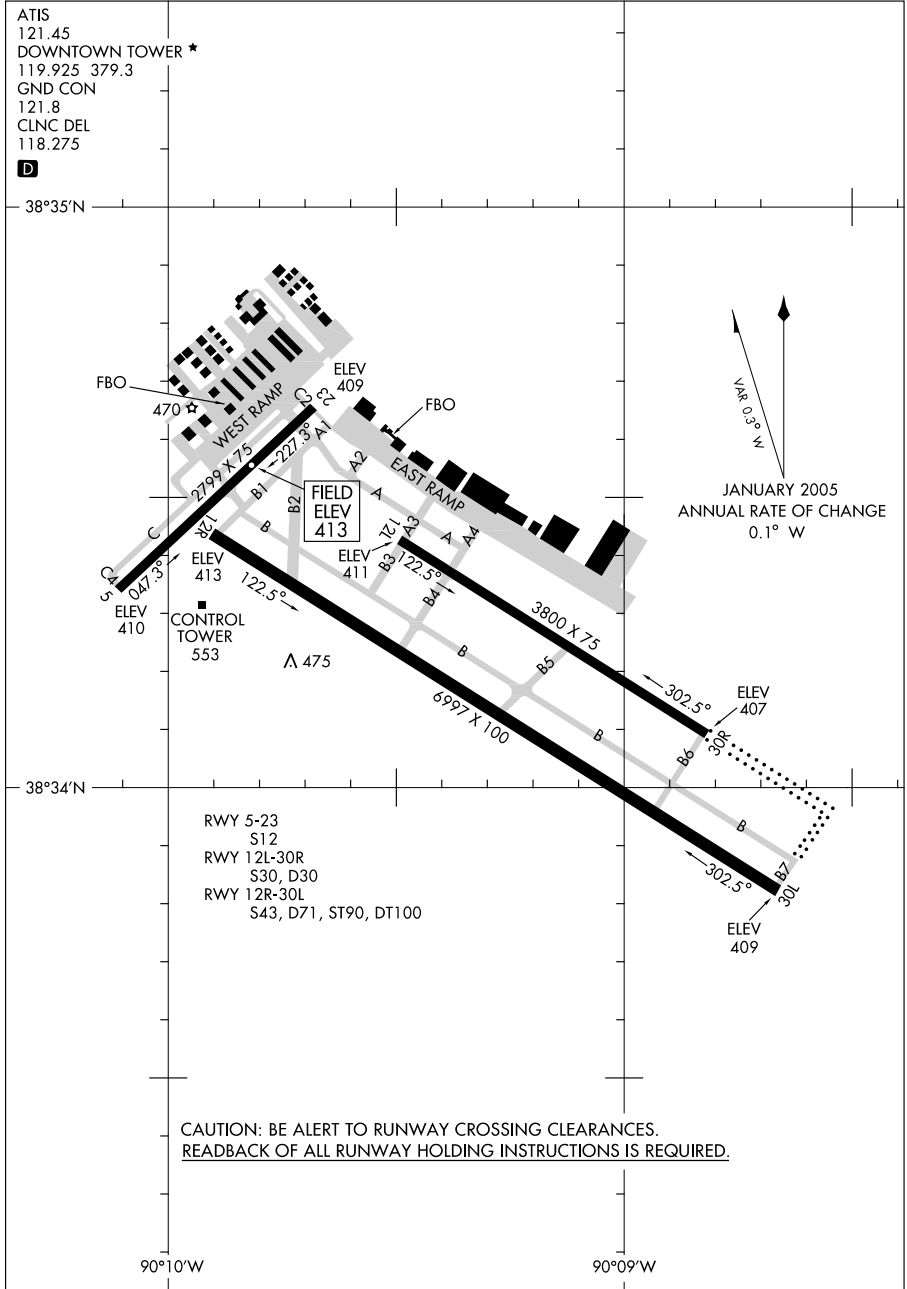 ATIS
121.45
DOWNTOWN TOWER ★
119.925 379.3
GND CON
121.8
CLNC DEL
118.275
D
38°35'N
FBO
470
WEST RAMP
ELEV
409
C2
23
A1
227.3°
2799 X 75
FBO
EAST RAMP
A2
A
B1
B2
FIELD
ELEV
413
C
B
12R
ELEV
413
C4
5
047.3°
ELEV
410
CONTROL
TOWER
553
475
122.5°
12L
A3
A
A4
ELEV
411
B3
122.5°
B4
3800 X 75
B
B5
6997 X 100
302.5°
ELEV
407
30R
B6
B
B
B7
30L
302.5°
ELEV
409
VAR 0.3° W
JANUARY 2005
ANNUAL RATE OF CHANGE
0.1° W
38°34'N
RWY 5-23
S12
RWY 12L-30R
S30, D30
RWY 12R-30L
S43, D71, ST90, DT100
CAUTION: BE ALERT TO RUNWAY CROSSING CLEARANCES.
READBACK OF ALL RUNWAY HOLDING INSTRUCTIONS IS REQUIRED.
90°10'W
90°09'W